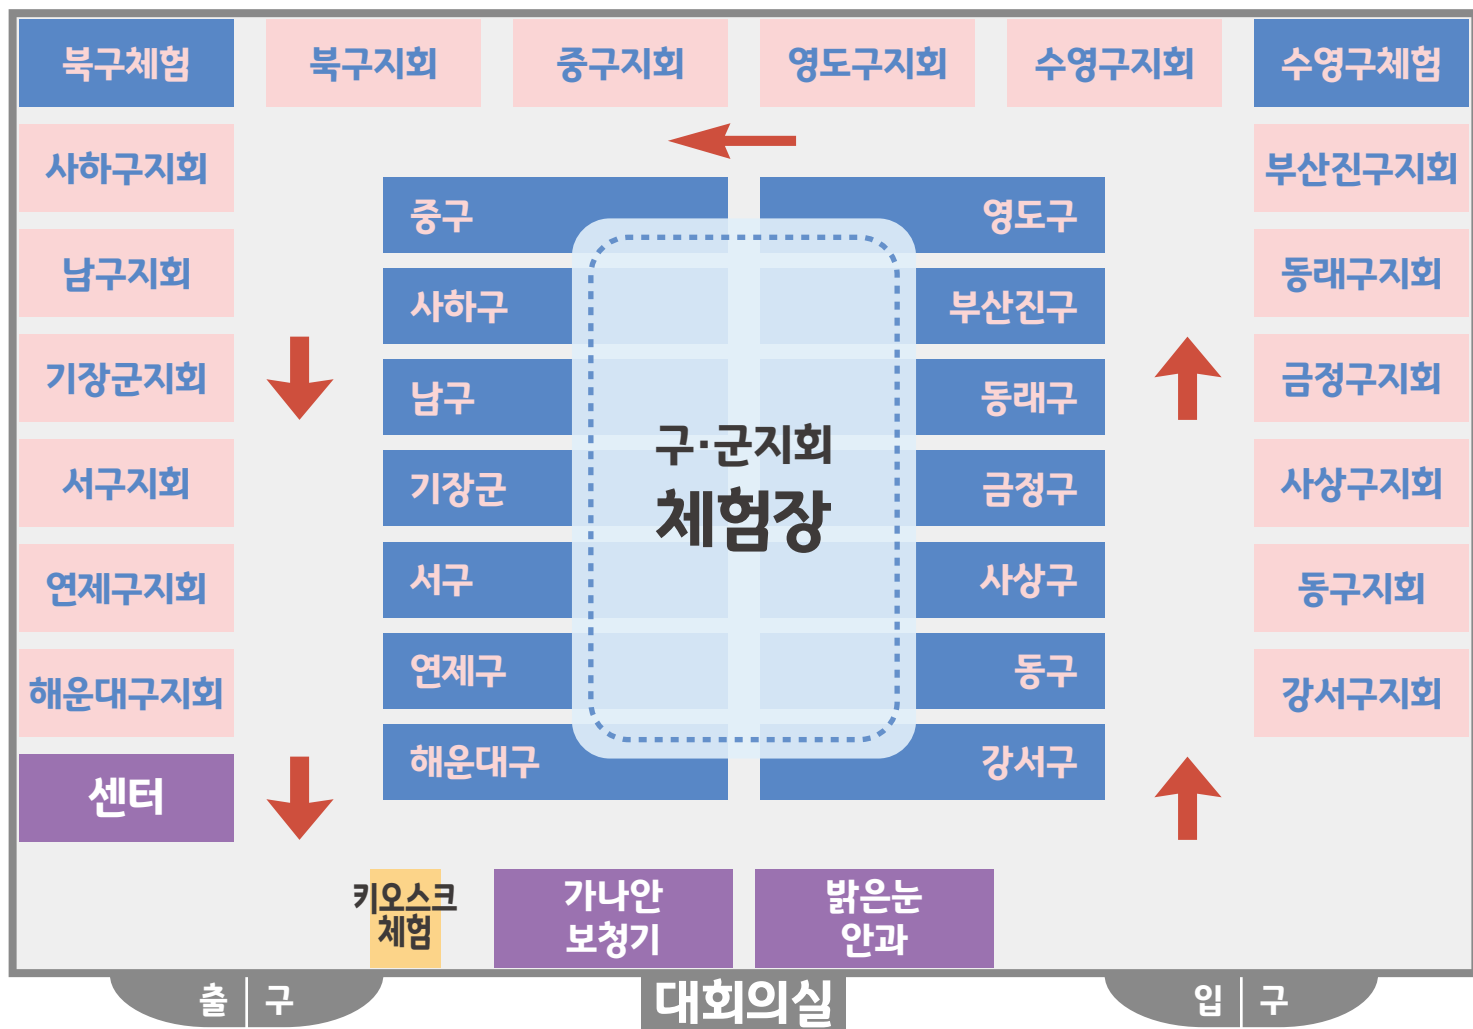 북구체험
북구지회
중구지회
영도구지회
수영구지회
수영구체험
사하구지회
부산진구지회
남구지회
동래구지회
기장군지회
금정구지회
서구지회
사상구지회
연제구지회
동구지회
해운대구지회
강서구지회
센터
중구
영도구
사하구
부산진구
남구
동래구
기장군
금정구
서구
사상구
연제구
동구
해운대구
강서구
구·군지회
체험장
키오스크
체험
가나안
보청기
밝은눈
안과
출 구
대회의실
입 구